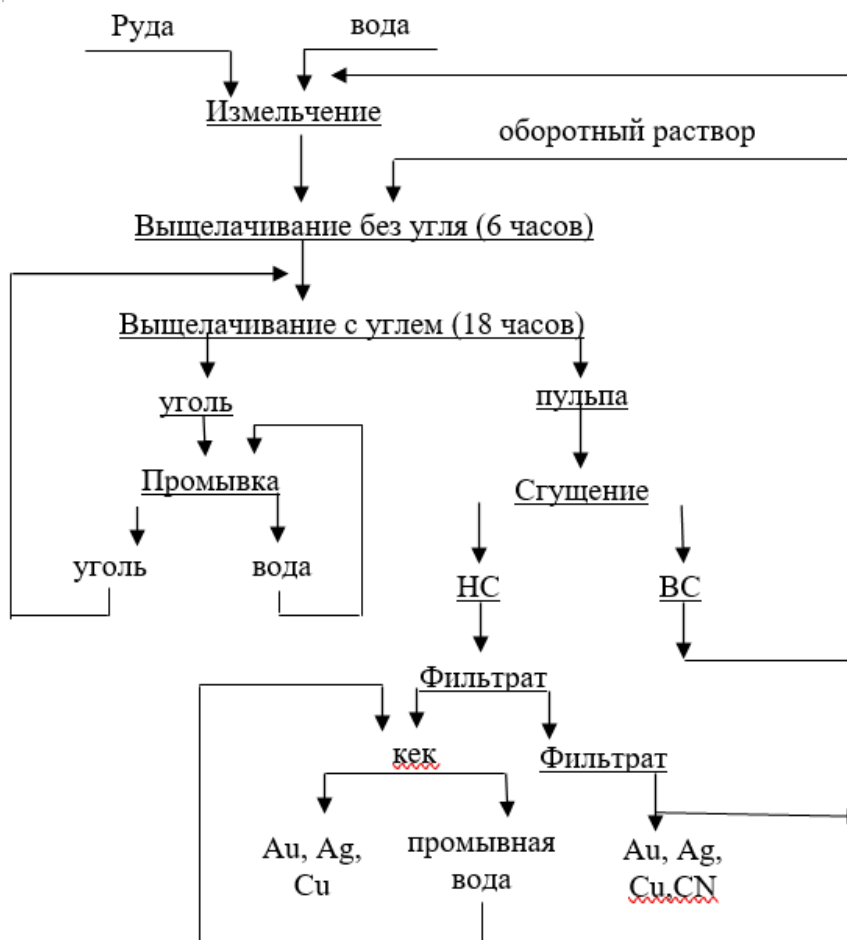 Руда вода
Измельчение
оборотный раствор
Выщелачивание без угля (6 часов)
Выщелачивание с углем (18 часов)
уголь пульпа
Промывка Сгущение
уголь вода НС ВС
Фильтрат
кек Фильтрат
Au, Ag, промывная Au, Ag,
Cu вода Cu,CN